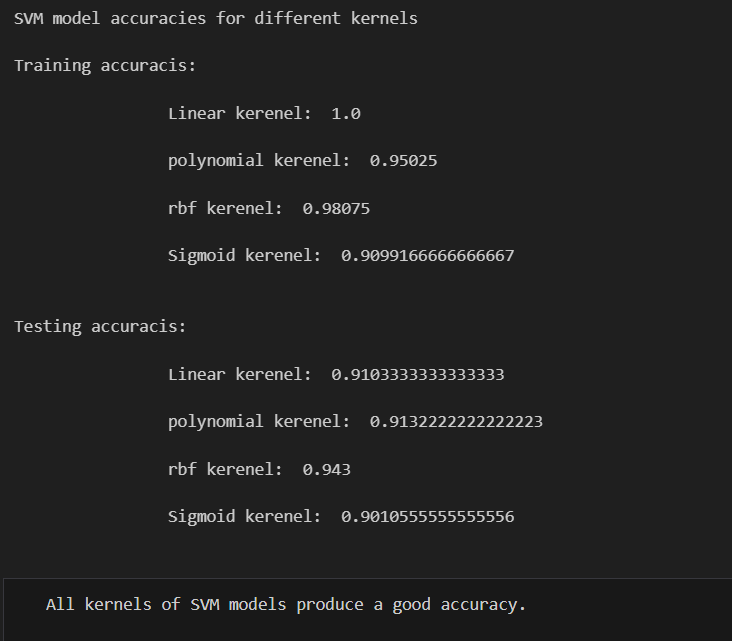 SVM model accuracies for different kernels
Training accuracis:
Linear kerenel:  1.0
polynomial kerenel:  0.95025
rbf kerenel:  0.98075
Sigmoid kerenel:  0.9099166666666667
Testing accuracis:
Linear kerenel:  0.9103333333333333
polynomial kerenel:  0.9132222222222223
rbf kerenel:  0.943
Sigmoid kerenel:  0.9010555555555556
All kernels of SVM models produce a good accuracy.